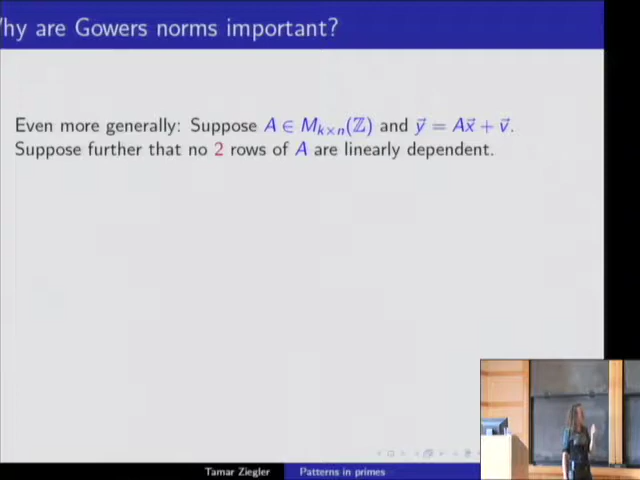 hy are Gowers norms important?
Even more generally: Suppose A ∈ M_{k×n}(ℤ) and y⃗ = Ax⃗ + v⃗.
Suppose further that no 2 rows of A are linearly dependent.
Tamar Ziegler Patterns in primes